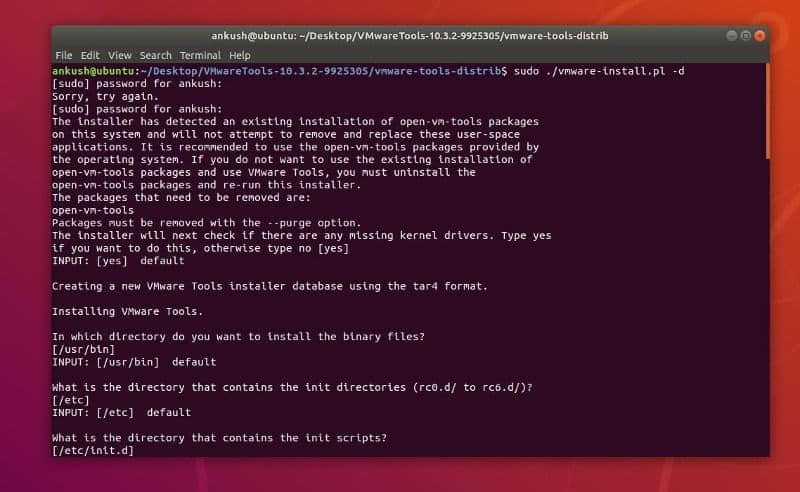 ankush@ubuntu: ~/Desktop/VMwareTools-10.3.2-9925305/vmware-tools-distrib
File Edit View Search Terminal Help
ankush@ubuntu:~/Desktop/VMwareTools-10.3.2-9925305/vmware-tools-distrib$ sudo ./vmware-install.pl -d
[sudo] password for ankush:
Sorry, try again.
[sudo] password for ankush:
The installer has detected an existing installation of open-vm-tools packages
on this system and will not attempt to remove and replace these user-space
applications. It is recommended to use the open-vm-tools packages provided by
the operating system. If you do not want to use the existing installation of
open-vm-tools packages and use VMware Tools, you must uninstall the
open-vm-tools packages and re-run this installer.
The packages that need to be removed are:
open-vm-tools
Packages must be removed with the --purge option.
The installer will next check if there are any missing kernel drivers. Type yes
if you want to do this, otherwise type no [yes]
INPUT: [yes]  default
Creating a new VMware Tools installer database using the tar4 format.
Installing VMware Tools.
In which directory do you want to install the binary files?
[/usr/bin]
INPUT: [/usr/bin]  default
What is the directory that contains the init directories (rc0.d/ to rc6.d/)?
[/etc]
INPUT: [/etc]  default
What is the directory that contains the init scripts?
[/etc/init.d]